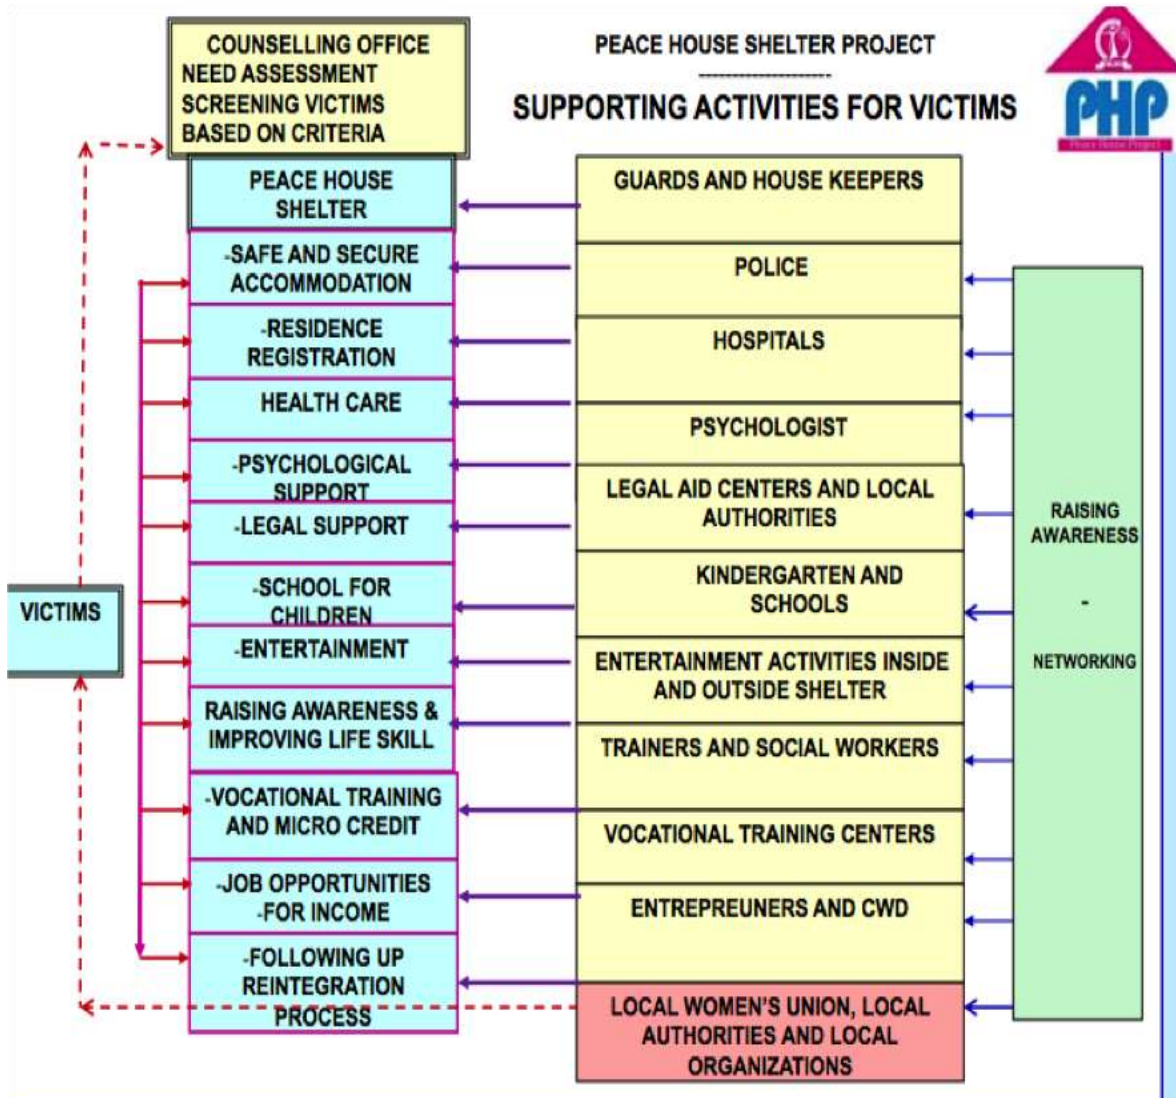 COUNSELLING OFFICE
NEED ASSESSMENT
SCREENING VICTIMS
BASED ON CRITERIA
PEACE HOUSE SHELTER PROJECT
--------------------
SUPPORTING ACTIVITIES FOR VICTIMS
PHP
Peace House Project
PEACE HOUSE
SHELTER
-SAFE AND SECURE
ACCOMMODATION
-RESIDENCE
REGISTRATION
HEALTH CARE
-PSYCHOLOGICAL
SUPPORT
-LEGAL SUPPORT
-SCHOOL FOR
CHILDREN
-ENTERTAINMENT
RAISING AWARENESS &
IMPROVING LIFE SKILL
-VOCATIONAL TRAINING
AND MICRO CREDIT
-JOB OPPORTUNITIES
-FOR INCOME
-FOLLOWING UP
REINTEGRATION
PROCESS
VICTIMS
GUARDS AND HOUSE KEEPERS
POLICE
HOSPITALS
PSYCHOLOGIST
LEGAL AID CENTERS AND LOCAL
AUTHORITIES
KINDERGARTEN AND
SCHOOLS
ENTERTAINMENT ACTIVITIES INSIDE
AND OUTSIDE SHELTER
TRAINERS AND SOCIAL WORKERS
VOCATIONAL TRAINING CENTERS
ENTREPREUNERS AND CWD
LOCAL WOMEN'S UNION, LOCAL
AUTHORITIES AND LOCAL
ORGANIZATIONS
RAISING
AWARENESS
-
NETWORKING